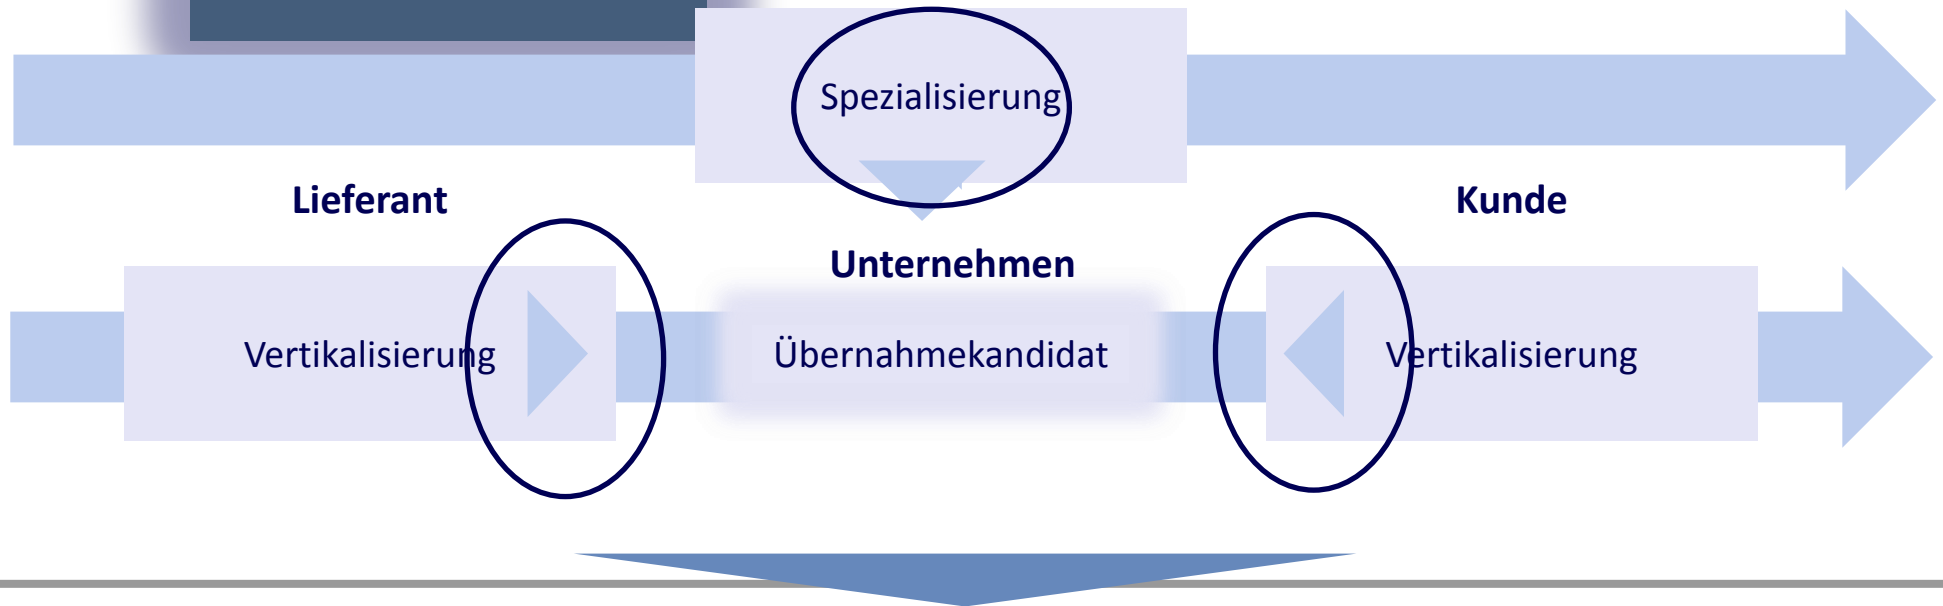 Spezialisierung
Lieferant
Kunde
Unternehmen
Vertikalisierung
Übernahmekandidat
Vertikalisierung